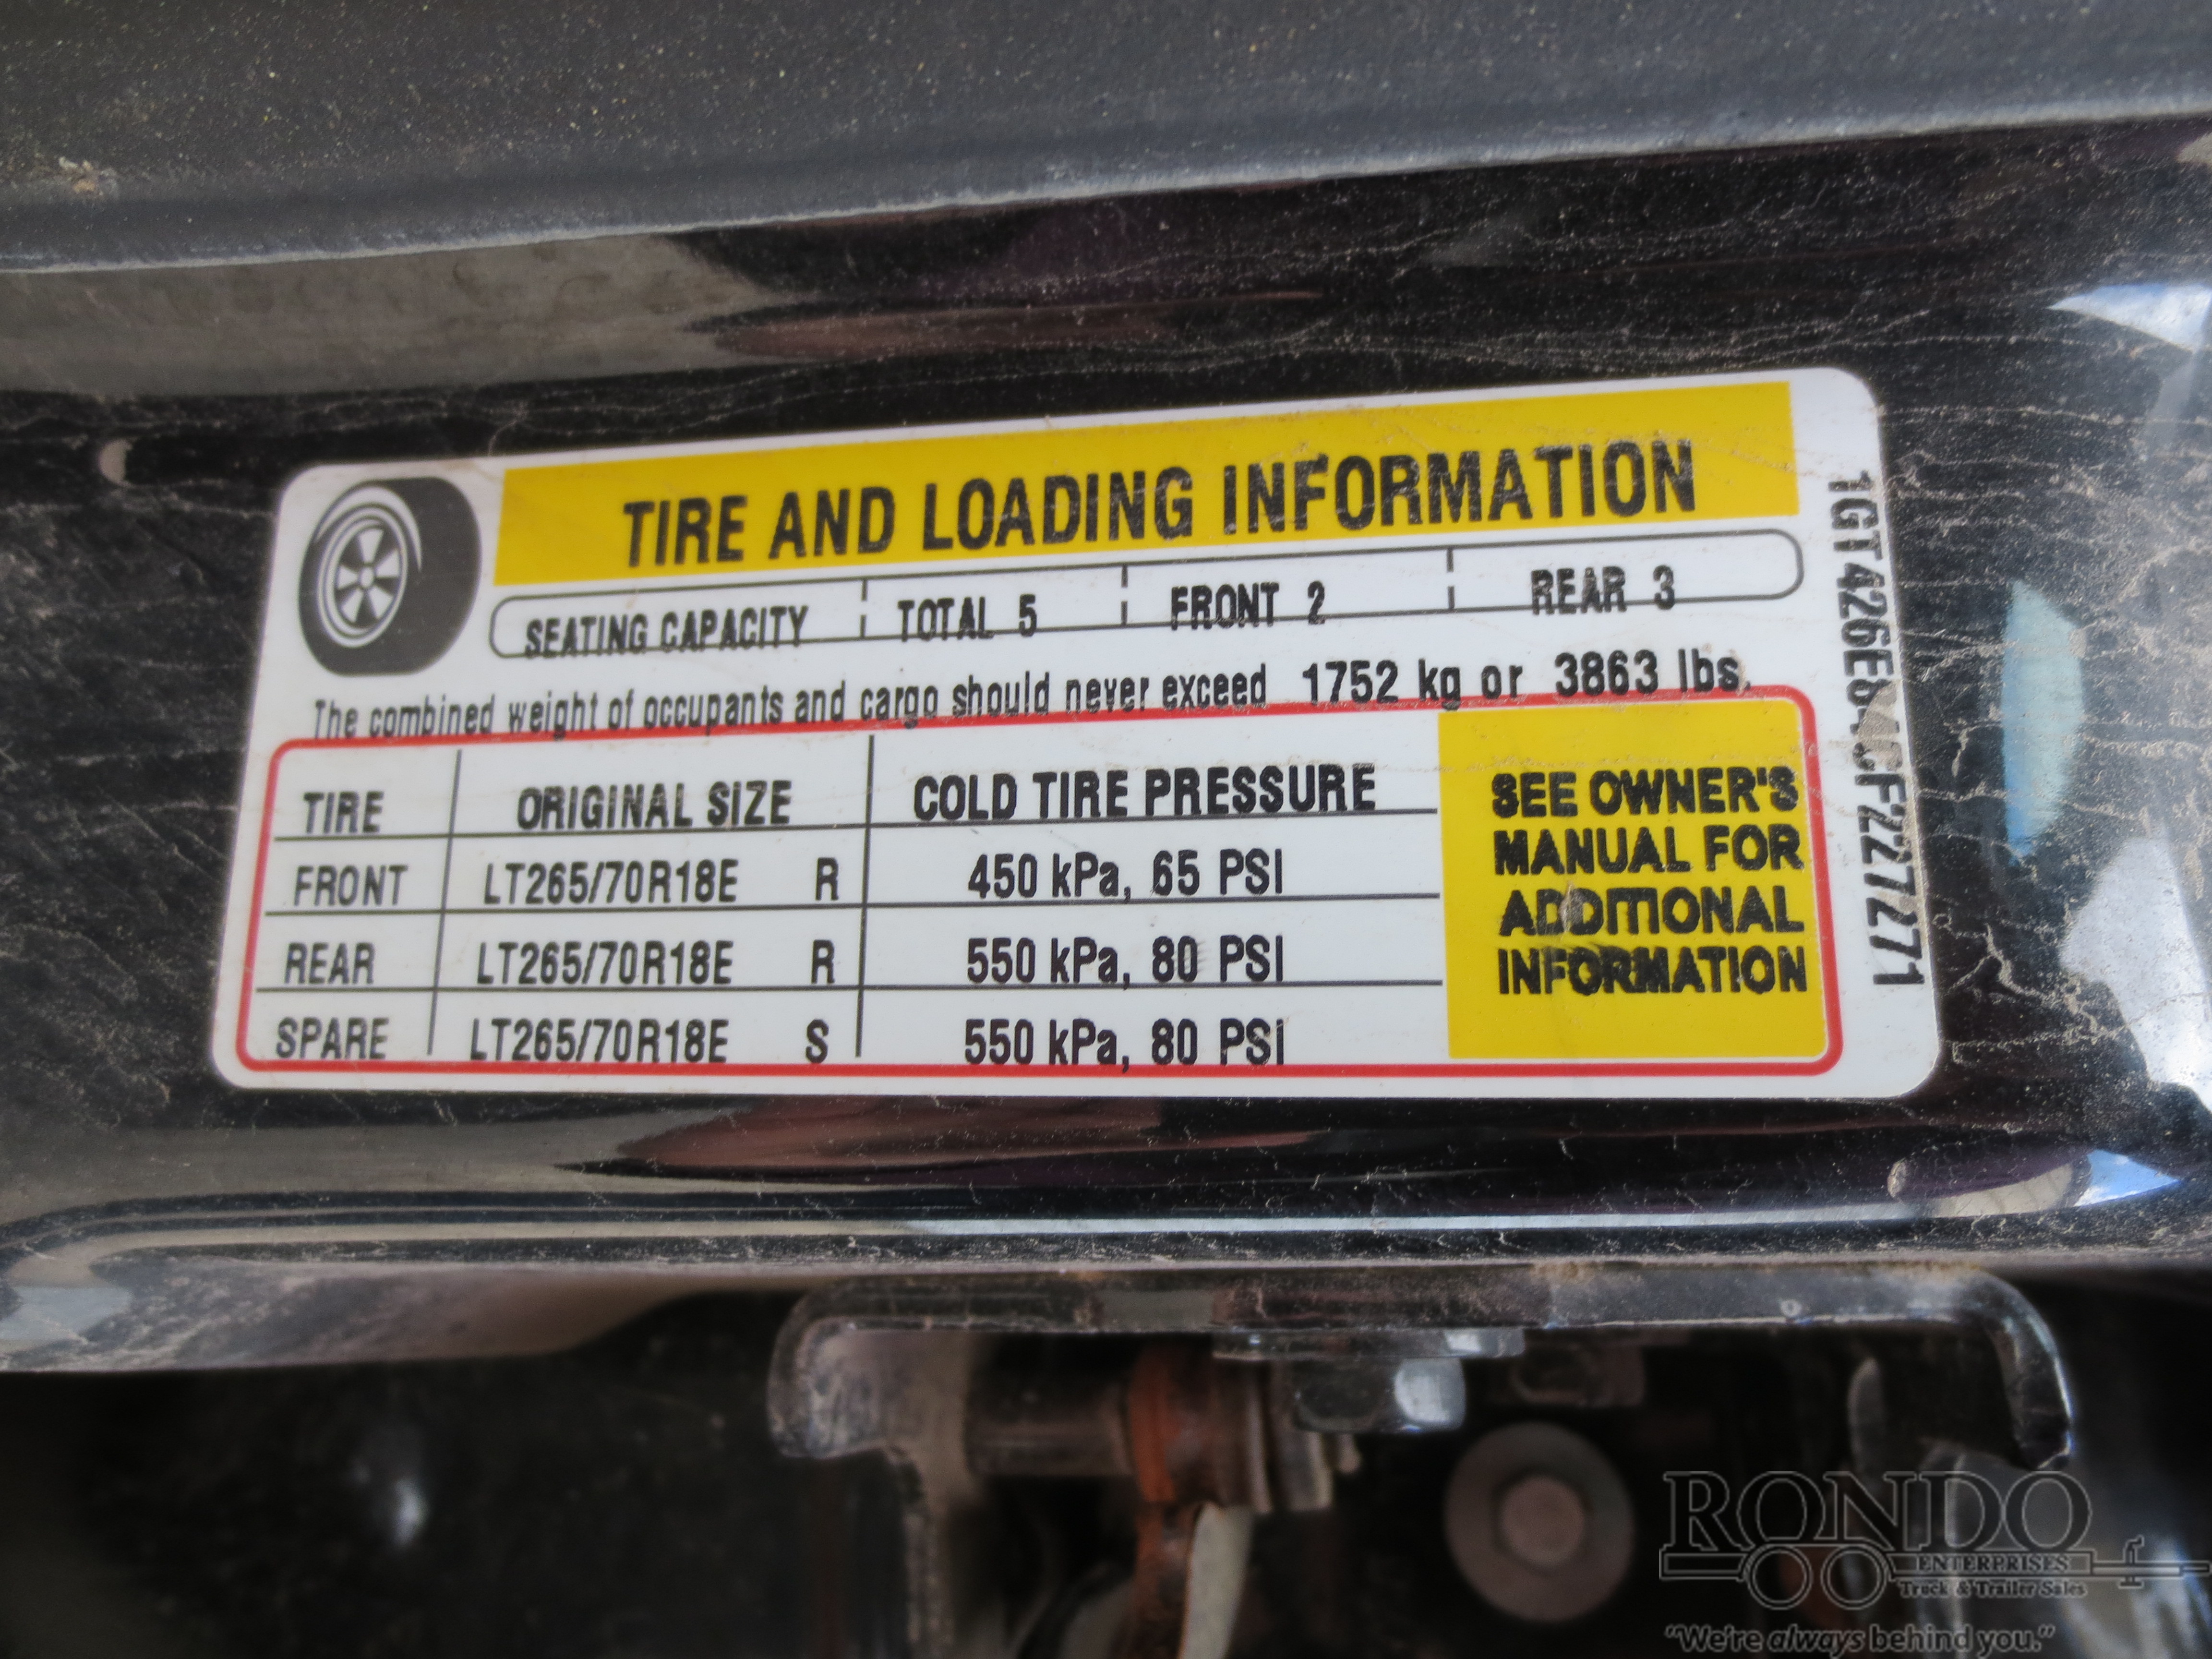 TIRE AND LOADING INFORMATION
SEATING CAPACITY TOTAL 5 FRONT 2 REAR 3
The combined weight of occupants and cargo should never exceed 1752 kg or 3863 lbs.
TIRE ORIGINAL SIZE COLD TIRE PRESSURE
FRONT LT265/70R18E R 450 kPa, 65 PSI
REAR LT265/70R18E R 550 kPa, 80 PSI
SPARE LT265/70R18E S 550 kPa, 80 PSI
SEE OWNER'S
MANUAL FOR
ADDITIONAL
INFORMATION
RONDO
ENTERPRISES
Truck & Trailer Sales
"We're always behind you."